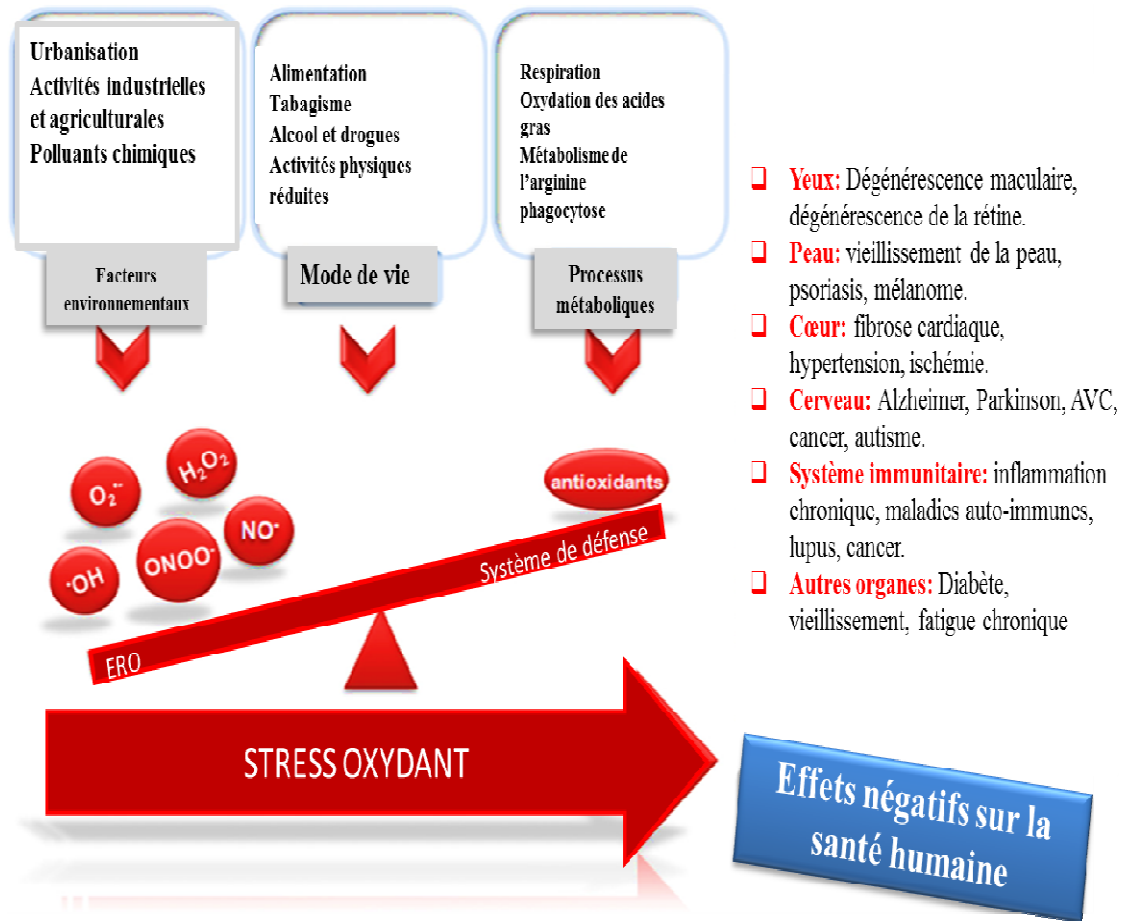 Urbanisation
Activités industrielles
et agriculturales
Polluants chimiques
Facteurs
environnementaux
Alimentation
Tabagisme
Alcool et drogues
Activités physiques
réduites
Mode de vie
Respiration
Oxydation des acides
gras
Métabolisme de
l'arginine
phagocytose
Processus
métaboliques
O₂•-
H₂O₂
NO•
•OH
ONOO-
antioxidants
Système de défense
ERO
STRESS OXYDANT
Yeux: Dégénérescence maculaire,
dégénérescence de la rétine.
Peau: vieillissement de la peau,
psoriasis, mélanome.
Cœur: fibrose cardiaque,
hypertension, ischémie.
Cerveau: Alzheimer, Parkinson, AVC,
cancer, autisme.
Système immunitaire: inflammation
chronique, maladies auto-immunes,
lupus, cancer.
Autres organes: Diabète,
vieillissement, fatigue chronique
Effets négatifs sur la
santé humaine